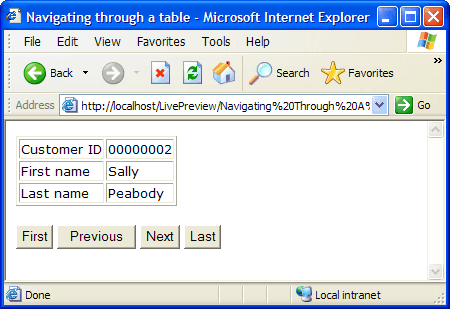 Navigating through a table - Microsoft Internet Explorer
File Edit View Favorites Tools Help
Back Search Favorites »
Address http://localhost/LivePreview/Navigating%20Through%20A% Go
Customer ID 00000002
First name Sally
Last name Peabody
First Previous Next Last
Done Local intranet